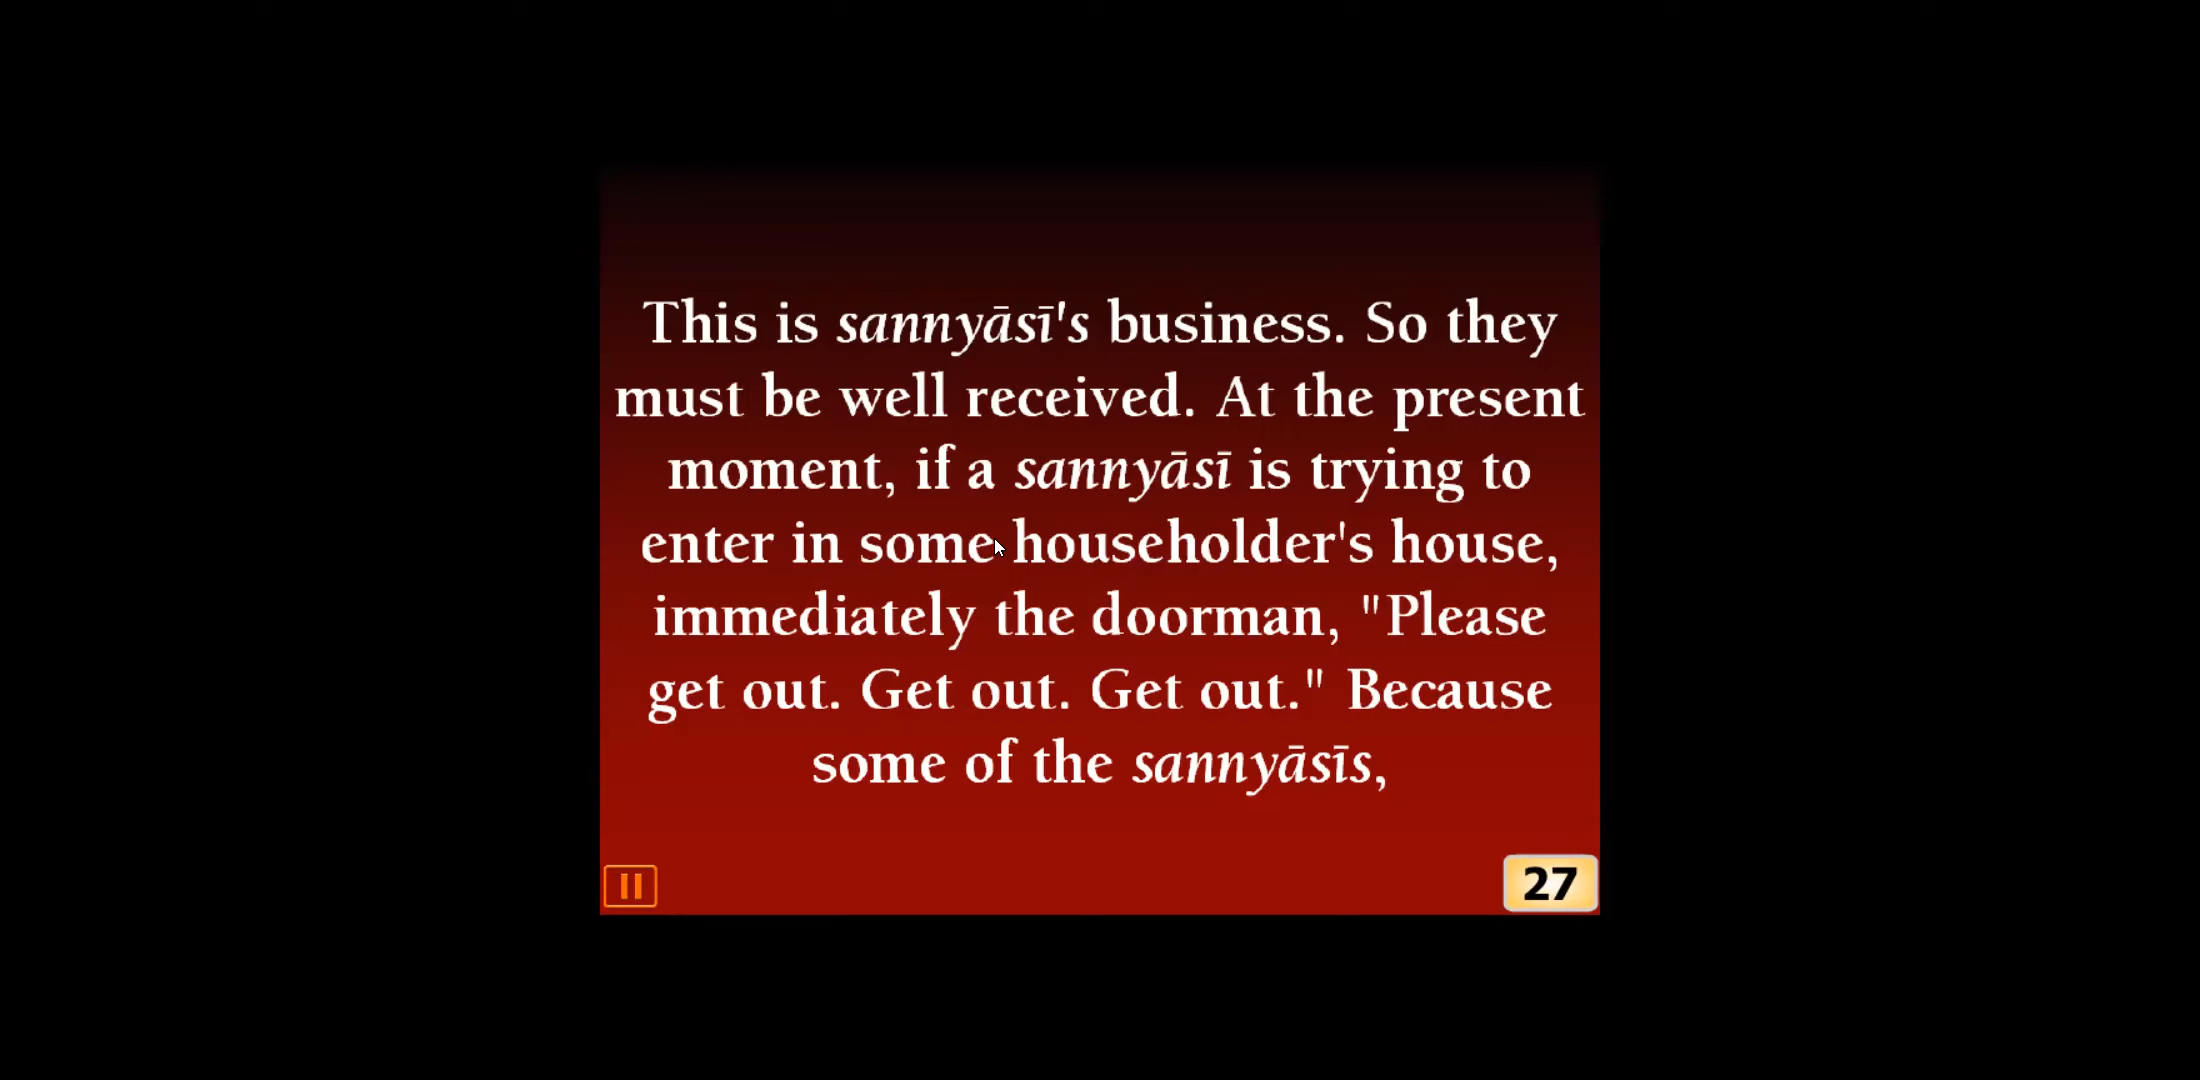 This is sannyāsī's business. So they
must be well received. At the present
moment, if a sannyāsī is trying to
enter in some householder's house,
immediately the doorman, "Please
get out. Get out. Get out." Because
some of the sannyāsīs,
27